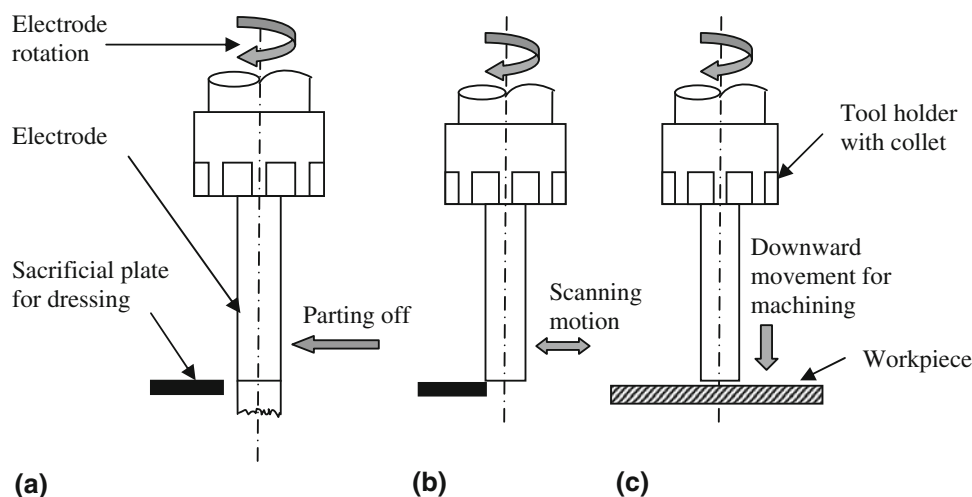 Electrode
rotation
Electrode
Sacrificial plate
for dressing
Parting off
Scanning
motion
Tool holder
with collet
Downward
movement for
machining
Workpiece
(a)
(b)
(c)